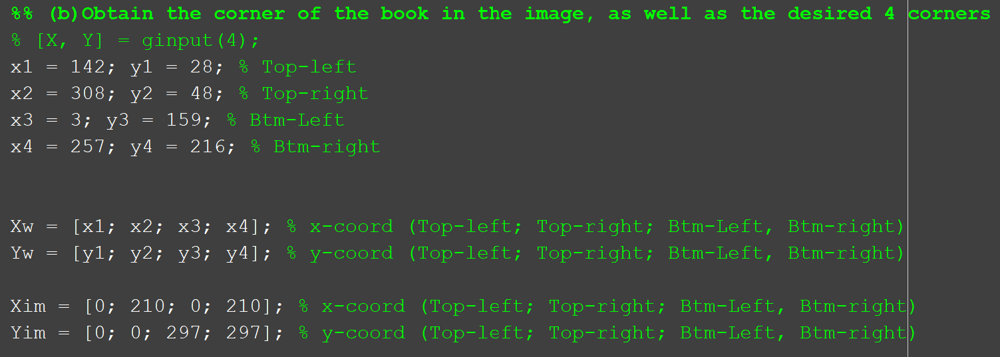 %% (b)Obtain the corner of the book in the image, as well as the desired 4 corners
% [X, Y] = ginput(4);
x1 = 142; y1 = 28; % Top-left
x2 = 308; y2 = 48; % Top-right
x3 = 3; y3 = 159; % Btm-Left
x4 = 257; y4 = 216; % Btm-right
Xw = [x1; x2; x3; x4]; % x-coord (Top-left; Top-right; Btm-Left, Btm-right)
Yw = [y1; y2; y3; y4]; % y-coord (Top-left; Top-right; Btm-Left, Btm-right)
Xim = [0; 210; 0; 210]; % x-coord (Top-left; Top-right; Btm-Left, Btm-right)
Yim = [0; 0; 297; 297]; % y-coord (Top-left; Top-right; Btm-Left, Btm-right)